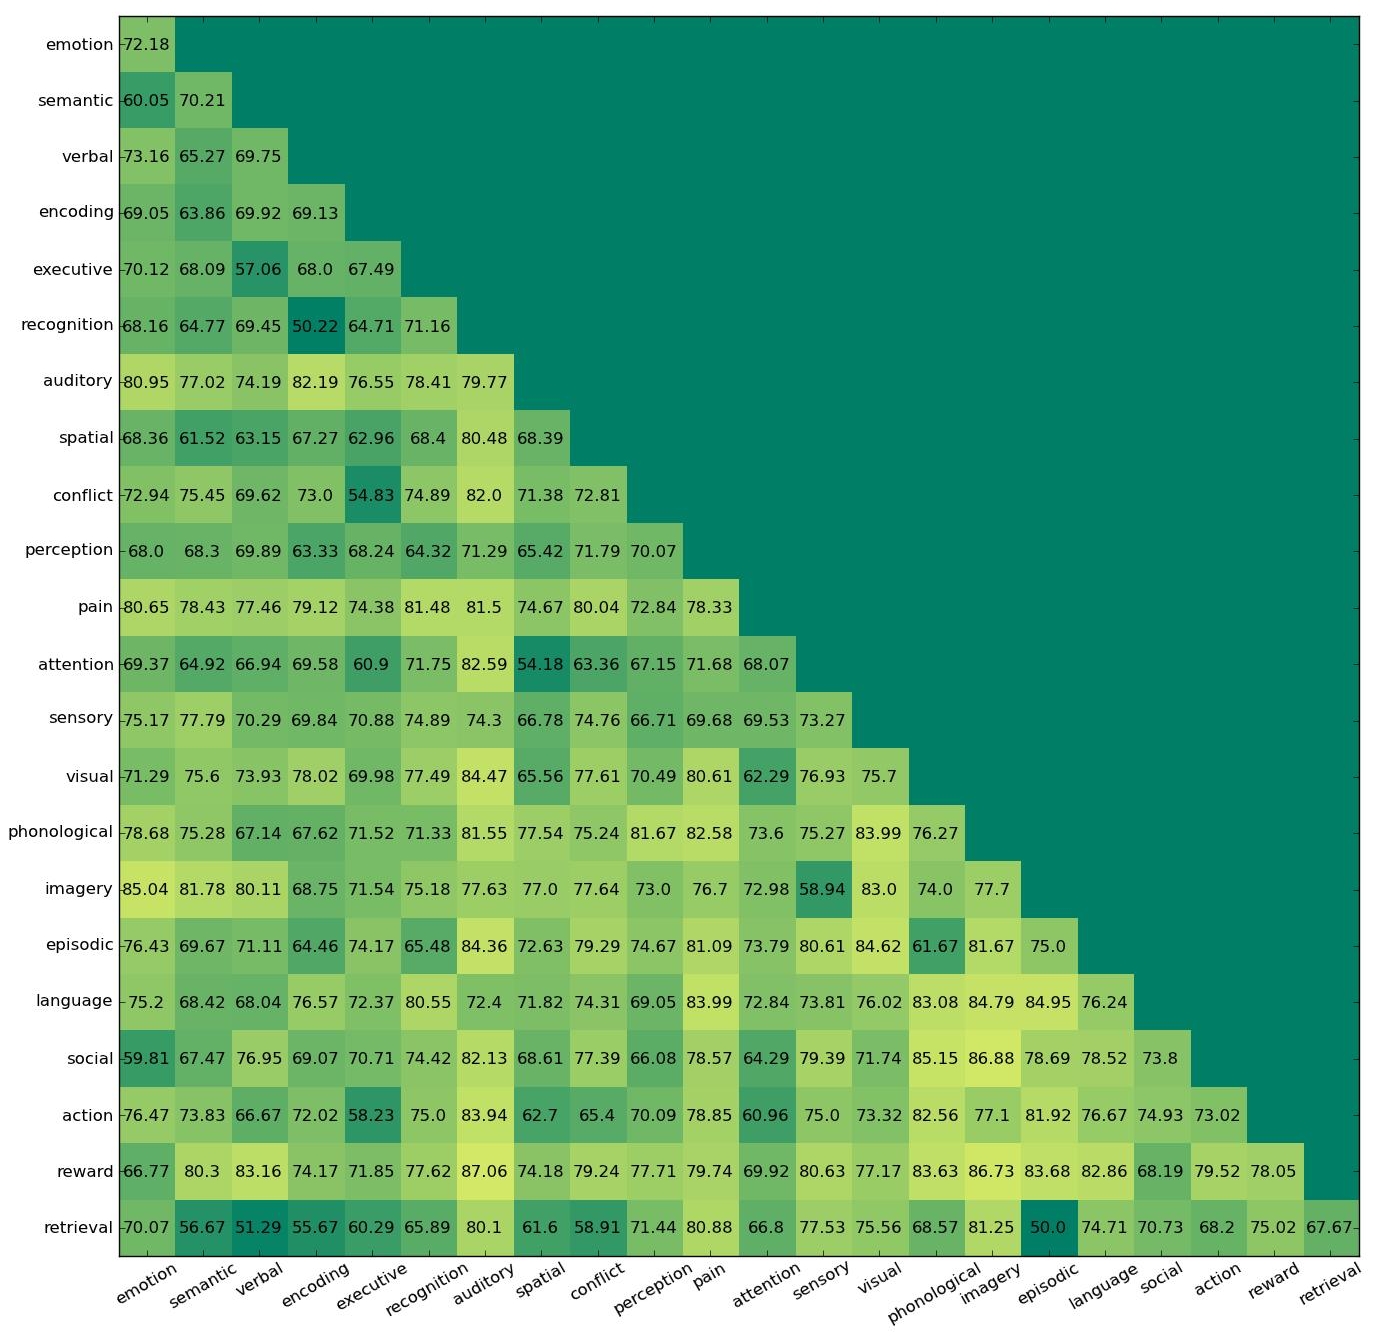 emotion 72.18
semantic 60.05 70.21
verbal 73.16 65.27 69.75
encoding 69.05 63.86 69.92 69.13
executive 70.12 68.09 57.06 68.0 67.49
recognition 68.16 64.77 69.45 50.22 64.71 71.16
auditory 80.95 77.02 74.19 82.19 76.55 78.41 79.77
spatial 68.36 61.52 63.15 67.27 62.96 68.4 80.48 68.39
conflict 72.94 75.45 69.62 73.0 54.83 74.89 82.0 71.38 72.81
perception 68.0 68.3 69.89 63.33 68.24 64.32 71.29 65.42 71.79 70.07
pain 80.65 78.43 77.46 79.12 74.38 81.48 81.5 74.67 80.04 72.84 78.33
attention 69.37 64.92 66.94 69.58 60.9 71.75 82.59 54.18 63.36 67.15 71.68 68.07
sensory 75.17 77.79 70.29 69.84 70.88 74.89 74.3 66.78 74.76 66.71 69.68 69.53 73.27
visual 71.29 75.6 73.93 78.02 69.98 77.49 84.47 65.56 77.61 70.49 80.61 62.29 76.93 75.7
phonological 78.68 75.28 67.14 67.62 71.52 71.33 81.55 77.54 75.24 81.67 82.58 73.6 75.27 83.99 76.27
imagery 85.04 81.78 80.11 68.75 71.54 75.18 77.63 77.0 77.64 73.0 76.7 72.98 58.94 83.0 74.0 77.7
episodic 76.43 69.67 71.11 64.46 74.17 65.48 84.36 72.63 79.29 74.67 81.09 73.79 80.61 84.62 61.67 81.67 75.0
language 75.2 68.42 68.04 76.57 72.37 80.55 72.4 71.82 74.31 69.05 83.99 72.84 73.81 76.02 83.08 84.79 84.95 76.24
social 59.81 67.47 76.95 69.07 70.71 74.42 82.13 68.61 77.39 66.08 78.57 64.29 79.39 71.74 85.15 86.88 78.69 78.52 73.8
action 76.47 73.83 66.67 72.02 58.23 75.0 83.94 62.7 65.4 70.09 78.85 60.96 75.0 73.32 82.56 77.1 81.92 76.67 74.93 73.02
reward 66.77 80.3 83.16 74.17 71.85 77.62 87.06 74.18 79.24 77.71 79.74 69.92 80.63 77.17 83.63 86.73 83.68 82.86 68.19 79.52 78.05
retrieval 70.07 56.67 51.29 55.67 60.29 65.89 80.1 61.6 58.91 71.44 80.88 66.8 77.53 75.56 68.57 81.25 50.0 74.71 70.73 68.2 75.02 67.67
emotion semantic verbal encoding executive recognition auditory spatial conflict perception pain attention sensory visual phonological imagery episodic language social action reward retrieval